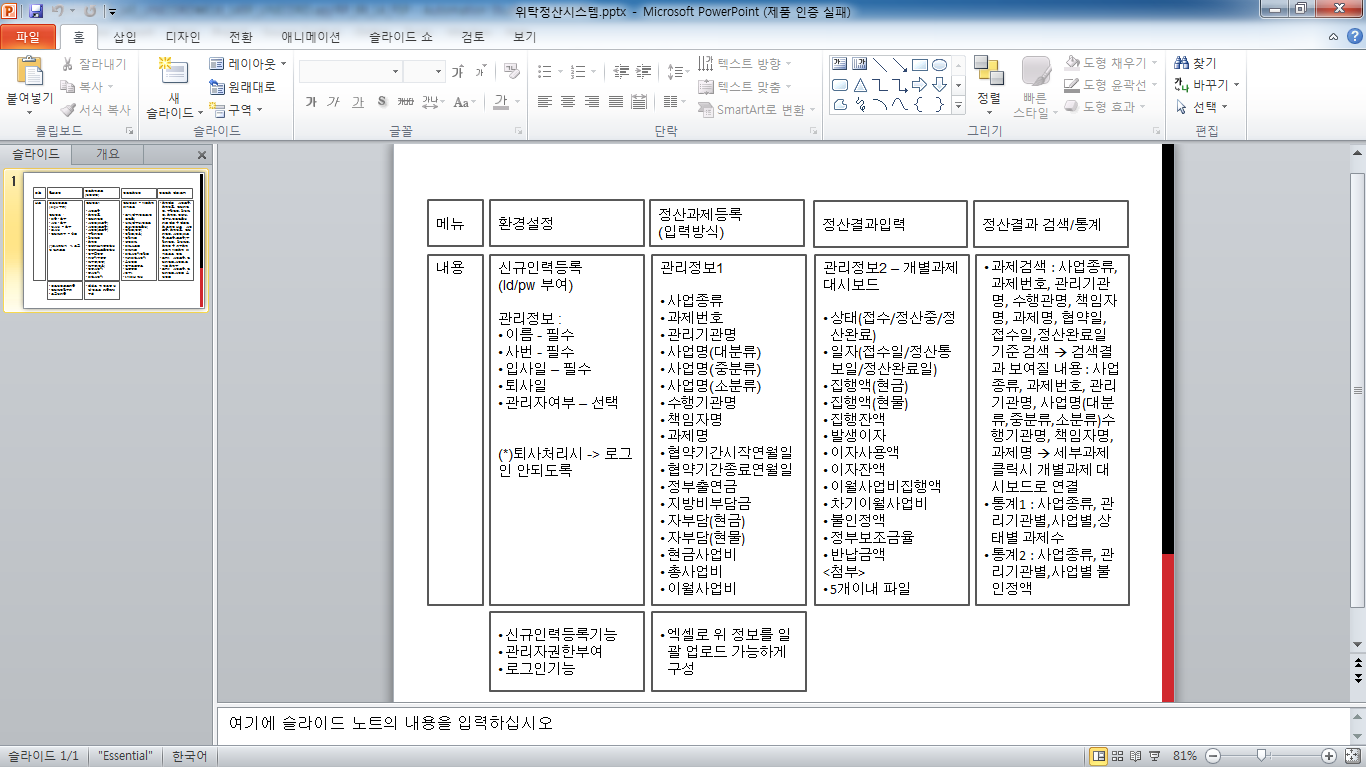 위탁정산시스템.pptx - Microsoft PowerPoint (제품 인증 실패)
파일 홈 삽입 디자인 전환 애니메이션 슬라이드 쇼 검토 보기
붙여넣기
잘라내기
복사
서식 복사
클립보드
새
슬라이드
레이아웃
원래대로
구역
슬라이드
가 가
가 가 가 S 가나 Aa 가
글꼴
텍스트 방향
텍스트 맞춤
SmartArt로 변환
단락
정렬
빠른
스타일
도형 채우기
도형 윤곽선
도형 효과
그리기
찾기
바꾸기
선택
편집
슬라이드 개요
1
메뉴
환경설정
정산과제등록
(입력방식)
정산결과입력
정산결과 검색/통계
내용
신규인력등록
(Id/pw 부여)
관리정보 :
•이름 - 필수
•사번 - 필수
•입사일 – 필수
•퇴사일
•관리자여부 – 선택
(*)퇴사처리시 -> 로그
인 안되도록
관리정보1
•사업종류
•과제번호
•관리기관명
•사업명(대분류)
•사업명(중분류)
•사업명(소분류)
•수행기관명
•책임자명
•과제명
•협약기간시작연월일
•협약기간종료연월일
•정부출연금
•지방비부담금
•자부담(현금)
•자부담(현물)
•현금사업비
•총사업비
•이월사업비
관리정보2 – 개별과제
대시보드
•상태(접수/정산중/정
산완료)
•일자(접수일/정산통
보일/정산완료일)
•집행액(현금)
•집행액(현물)
•집행잔액
•발생이자
•이자사용액
•이자잔액
•이월사업비집행액
•차기이월사업비
•불인정액
•정부보조금율
•반납금액
<첨부>
•5개이내 파일
•과제검색 : 사업종류,
과제번호, 관리기관
명, 수행관명, 책임자
명, 과제명, 협약일,
접수일,정산완료일
기준 검색 → 검색결
과 보여질 내용 : 사업
종류, 과제번호, 관리
기관명, 사업명(대분
류,중분류,소분류)수
행기관명, 책임자명,
과제명 → 세부과제
클릭시 개별과제 대
시보드로 연결
•통계1 : 사업종류, 관
리기관별,사업별,상
태별 과제수
•통계2 : 사업종류, 관
리기관별,사업별 불
인정액
•신규인력등록기능
•관리자권한부여
•로그인기능
•엑셀로 위 정보를 일
괄 업로드 가능하게
구성
여기에 슬라이드 노트의 내용을 입력하십시오
슬라이드 1/1 "Essential" 한국어 81%